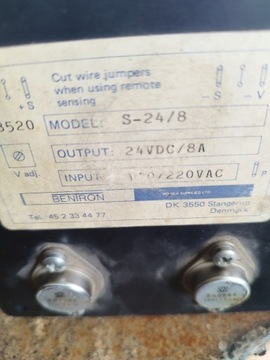 Cut wire jumpers
when using remote
sensing
+S
-S
-V
3520
MODEL: S-24/8
OUTPUT: 24VDC/8A
V adj.
INPUT: /220VAC
P
BENTRON
DK 3550 Slangerup
Denmark
Tel. 45 2 33 44 77